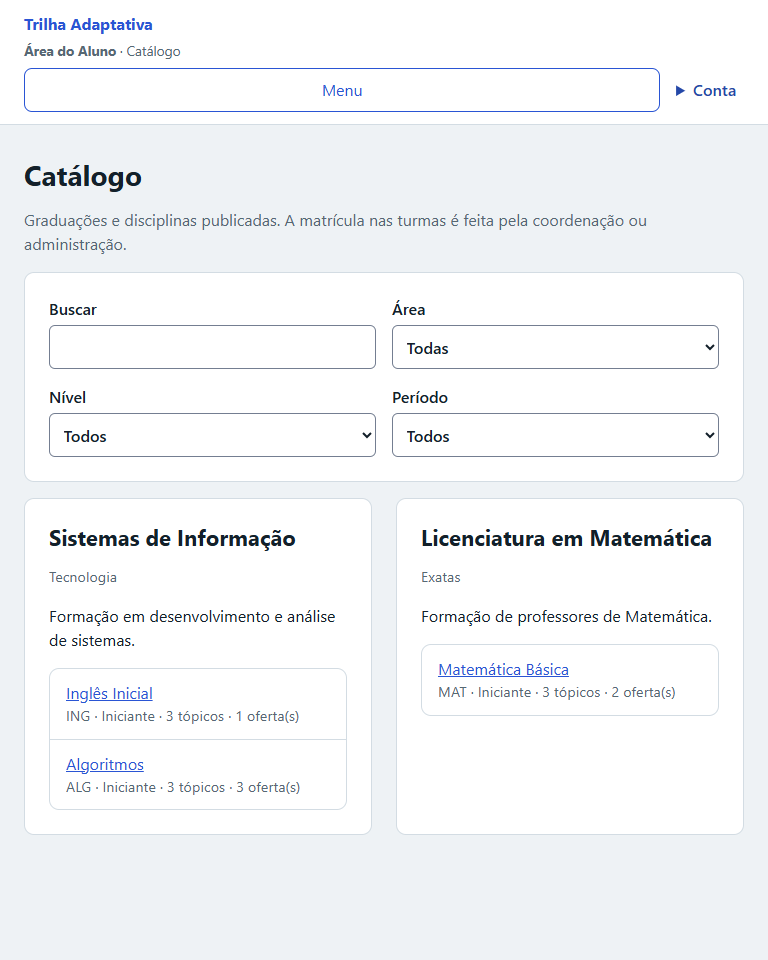 Trilha Adaptativa
Área do Aluno · Catálogo
Menu
▶ Conta
Catálogo
Graduações e disciplinas publicadas. A matrícula nas turmas é feita pela coordenação ou
administração.
Buscar
Área
Todas
Nível
Período
Todos
Todos
Sistemas de Informação
Tecnologia
Formação em desenvolvimento e análise
de sistemas.
Inglês Inicial
ING · Iniciante · 3 tópicos · 1 oferta(s)
Algoritmos
ALG · Iniciante · 3 tópicos · 3 oferta(s)
Licenciatura em Matemática
Exatas
Formação de professores de Matemática.
Matemática Básica
MAT · Iniciante · 3 tópicos · 2 oferta(s)